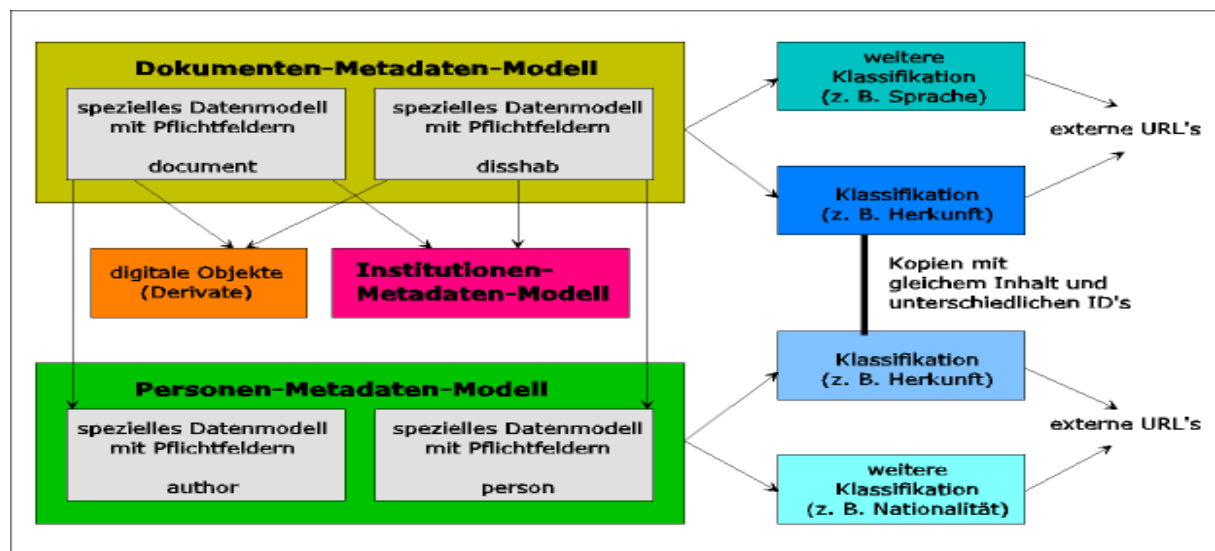 Dokumenten-Metadaten-Modell
spezielles Datenmodell
mit Pflichtfeldern
document
spezielles Datenmodell
mit Pflichtfeldern
disshab
weitere
Klassifikation
(z. B. Sprache)
externe URL's
Klassifikation
(z. B. Herkunft)
digitale Objekte
(Derivate)
Institutionen-
Metadaten-Modell
Kopien mit
gleichem Inhalt und
unterschiedlichen ID's
Personen-Metadaten-Modell
spezielles Datenmodell
mit Pflichtfeldern
author
spezielles Datenmodell
mit Pflichtfeldern
person
Klassifikation
(z. B. Herkunft)
externe URL's
weitere
Klassifikation
(z. B. Nationalität)